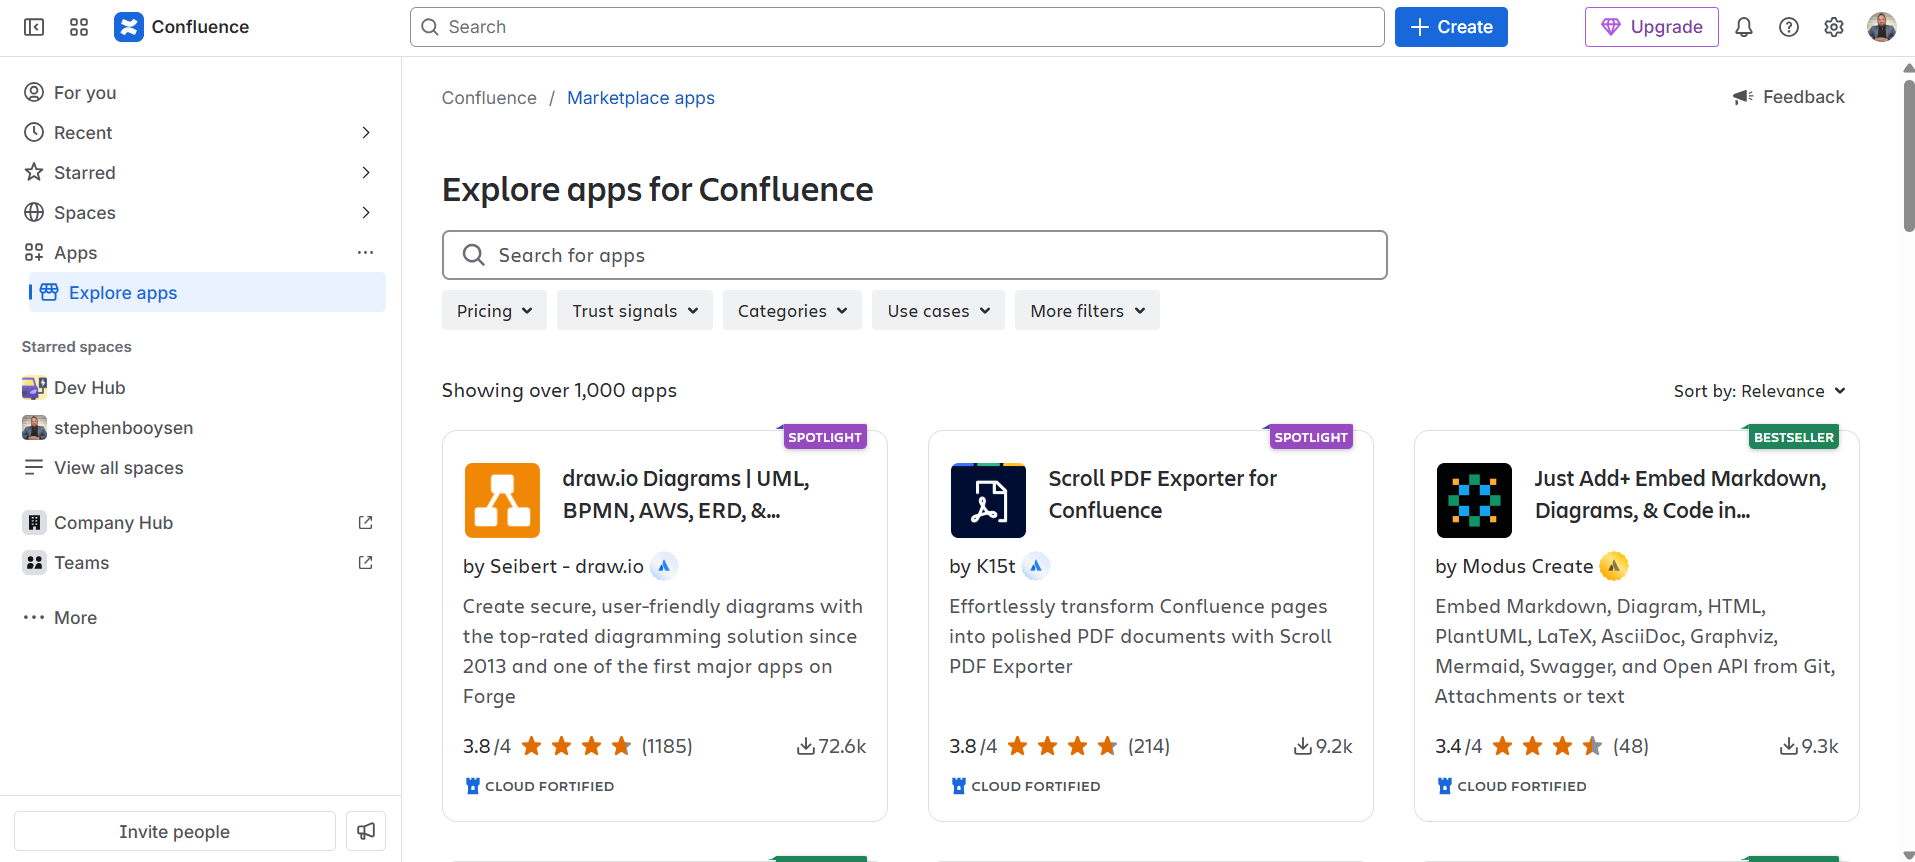 Confluence
Search
Create
Upgrade
For you
Recent
Starred
Spaces
Apps
Explore apps
Starred spaces
Dev Hub
stephenbooysen
View all spaces
Company Hub
Teams
More
Invite people
Confluence / Marketplace apps
Feedback
Explore apps for Confluence
Search for apps
Pricing
Trust signals
Categories
Use cases
More filters
Showing over 1,000 apps
Sort by: Relevance
SPOTLIGHT
draw.io Diagrams | UML,
BPMN, AWS, ERD, &...
by Seibert - draw.io
Create secure, user-friendly diagrams with
the top-rated diagramming solution since
2013 and one of the first major apps on
Forge
3.8/4 (1185) 72.6k
CLOUD FORTIFIED
SPOTLIGHT
Scroll PDF Exporter for
Confluence
by K15t
Effortlessly transform Confluence pages
into polished PDF documents with Scroll
PDF Exporter
3.8/4 (214) 9.2k
CLOUD FORTIFIED
BESTSELLER
Just Add+ Embed Markdown,
Diagrams, & Code in...
by Modus Create
Embed Markdown, Diagram, HTML,
PlantUML, LaTeX, AsciiDoc, Graphviz,
Mermaid, Swagger, and Open API from Git,
Attachments or text
3.4/4 (48) 9.3k
CLOUD FORTIFIED